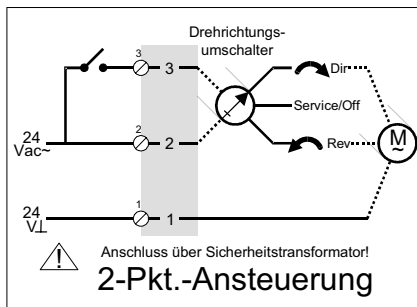 Drehrichtungs-
umschalter
3 3 Dir
Service/Off
24
Vac~ 2 2 Rev M
~
24
V⊥ 1 1
! Anschluss über Sicherheitstransformator!
2-Pkt.-Ansteuerung